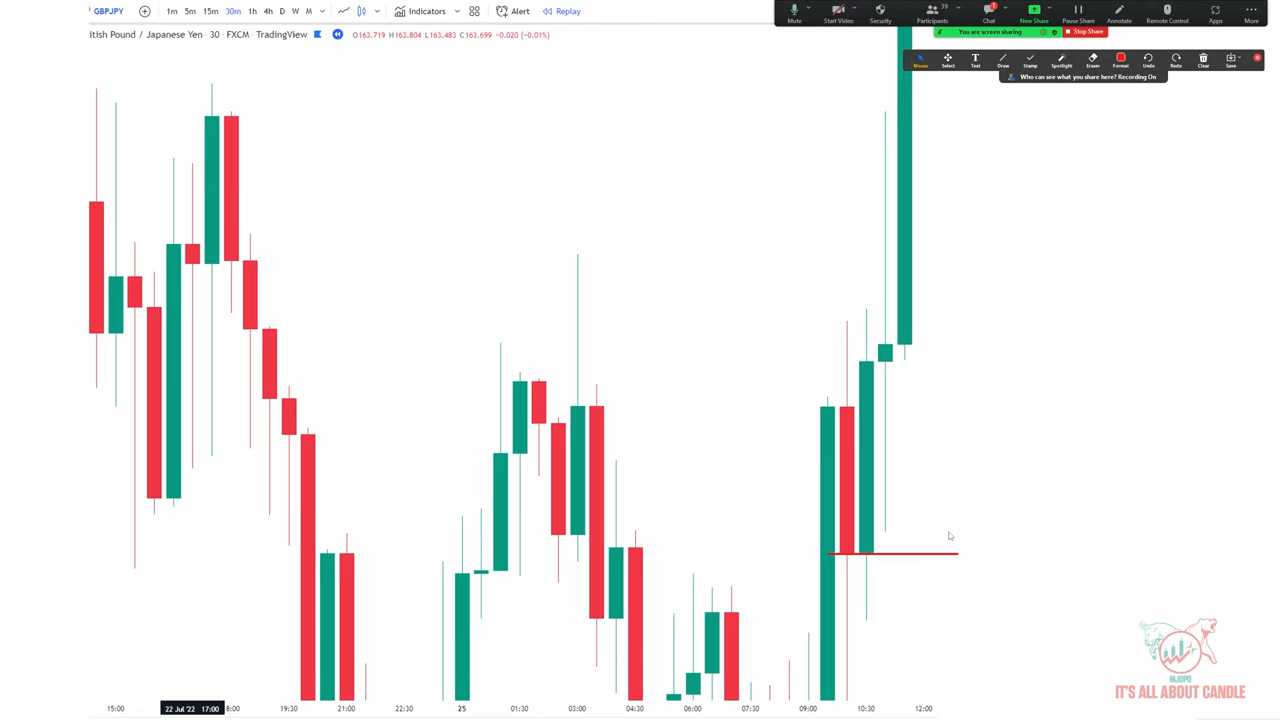 GBPJPY 1m 5m 15m 30m 1h 4h D W M Indicators Alert Replay
itish Pound / Japanese Yen · 30 · FXCM · TradingView O163.719 H163.804 L163.483 C163.699 -0.020 (-0.01%)
Mute Start Video Security Participants 39 Chat 1 New Share Pause Share Annotate Remote Control Apps More
You are screen sharing Stop Share
Mouse Select Text Draw Stamp Spotlight Eraser Format Undo Redo Clear Save
Who can see what you share here? Recording On
15:00 22 Jul '22 17:00 8:00 19:30 21:00 22:30 25 01:30 03:00 04:30 06:00 07:30 09:00 10:30 12:00
MJOPO
IT'S ALL ABOUT CANDLE